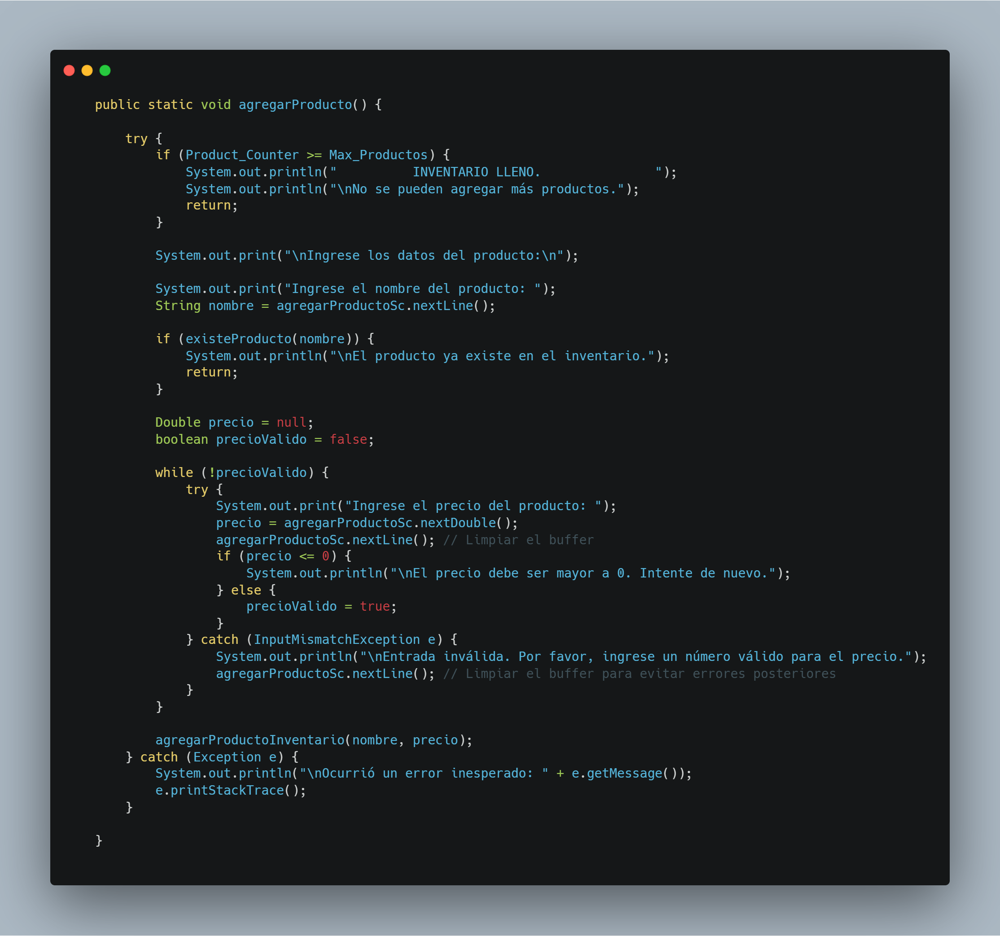 public static void agregarProducto() {
try {
if (Product_Counter >= Max_Productos) {
System.out.println("          INVENTARIO LLENO.               ");
System.out.println("\nNo se pueden agregar más productos.");
return;
}
System.out.print("\nIngrese los datos del producto:\n");
System.out.print("Ingrese el nombre del producto: ");
String nombre = agregarProductoSc.nextLine();
if (existeProducto(nombre)) {
System.out.println("\nEl producto ya existe en el inventario.");
return;
}
Double precio = null;
boolean precioValido = false;
while (!precioValido) {
try {
System.out.print("Ingrese el precio del producto: ");
precio = agregarProductoSc.nextDouble();
agregarProductoSc.nextLine(); // Limpiar el buffer
if (precio <= 0) {
System.out.println("\nEl precio debe ser mayor a 0. Intente de nuevo.");
} else {
precioValido = true;
}
} catch (InputMismatchException e) {
System.out.println("\nEntrada inválida. Por favor, ingrese un número válido para el precio.");
agregarProductoSc.nextLine(); // Limpiar el buffer para evitar errores posteriores
}
}
agregarProductoInventario(nombre, precio);
} catch (Exception e) {
System.out.println("\nOcurrió un error inesperado: " + e.getMessage());
e.printStackTrace();
}
}